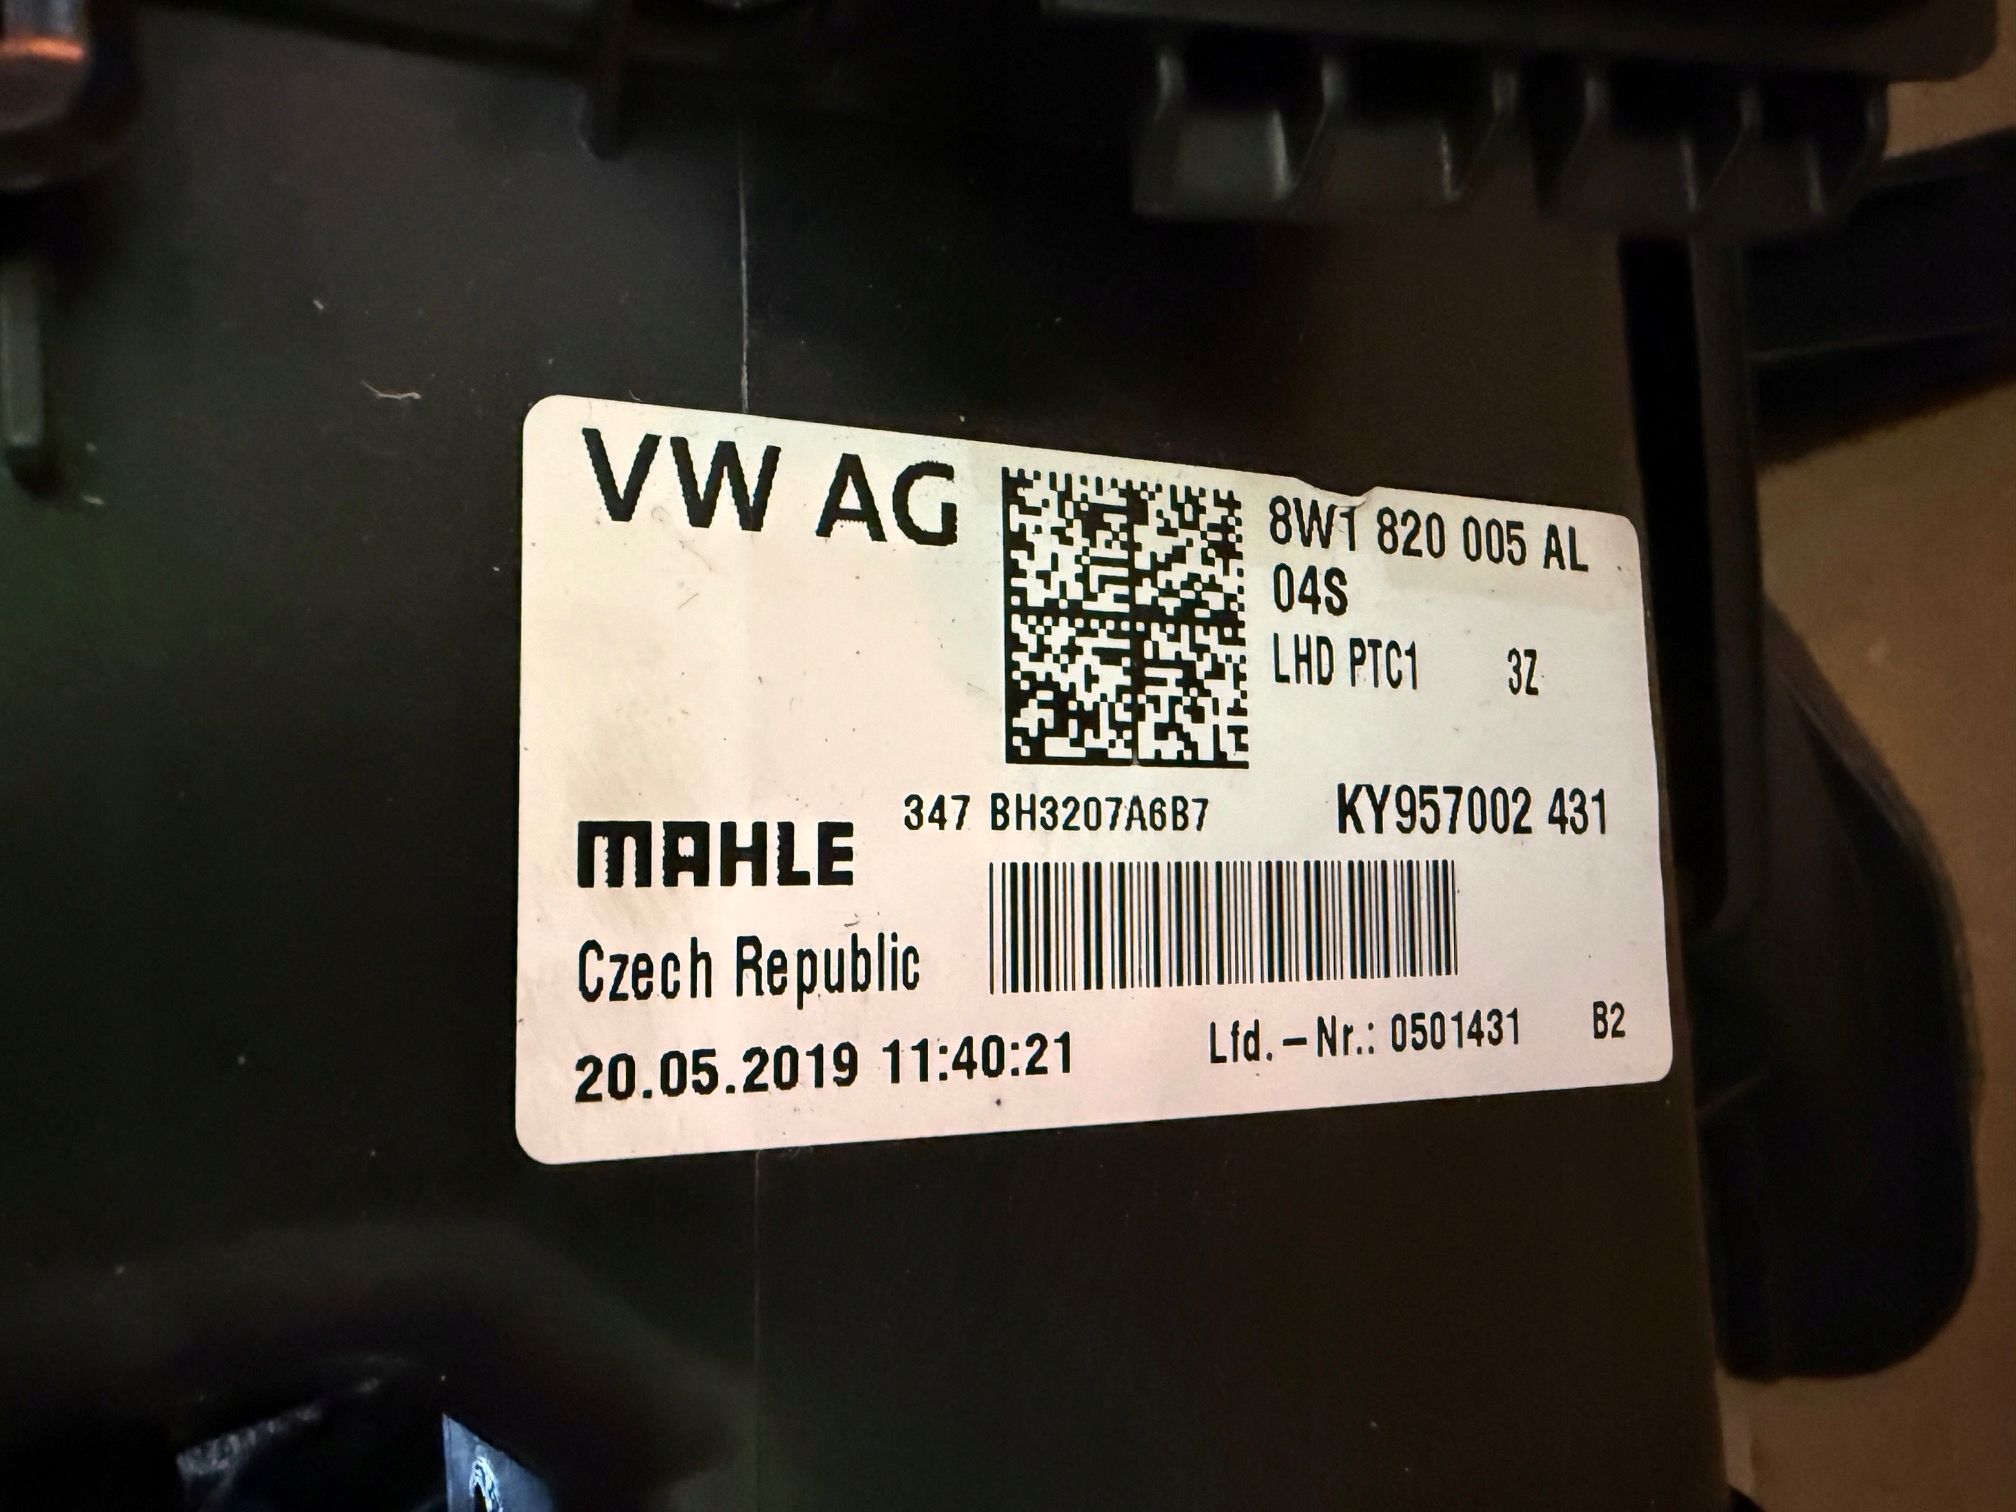 VW AG
8W1 820 005 AL
04S
LHD PTC1 3Z
347 BH3207A6B7 KY957002 431
MAHLE
Czech Republic
20.05.2019 11:40:21 Lfd.-Nr.: 0501431 B2